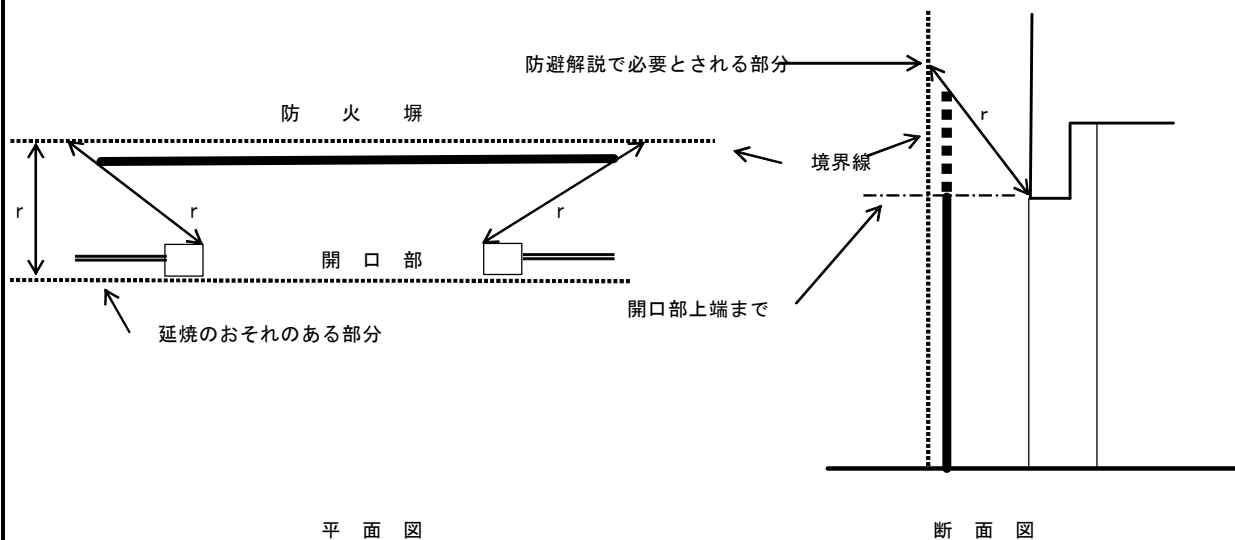 防避解説で必要とされる部分
防 火 塀
r
境界線
r
r
r
開 口 部
開口部上端まで
延焼のおそれのある部分
平 面 図
断 面 図